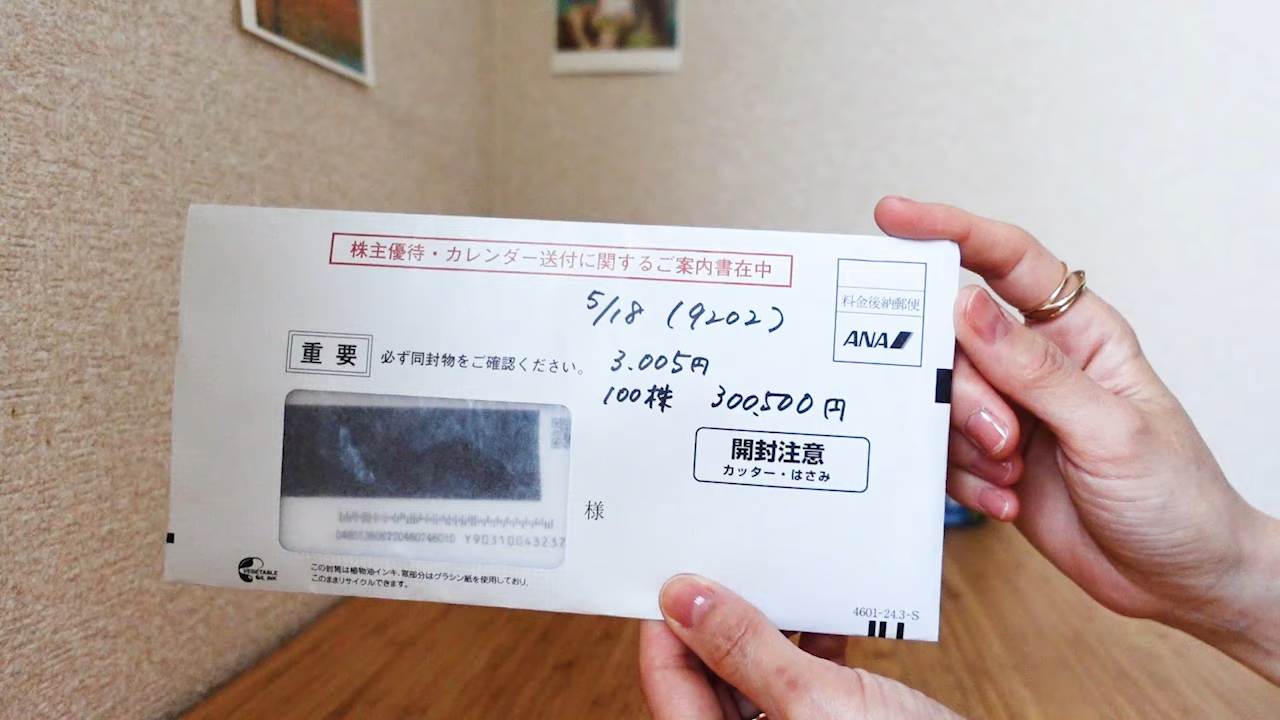 株主優待・カレンダー送付に関するご案内書在中
5/18 (9202)
料金後納郵便
ANA
重要
必ず同封物をご確認ください。
3.005円
100株 300,500円
開封注意
カッター・はさみ
様
Y90310043232
VEGETABLE
OIL INK
この封筒は植物油インキ、窓部分はグラシン紙を使用しており、
このままリサイクルできます。
4601-24.3-S